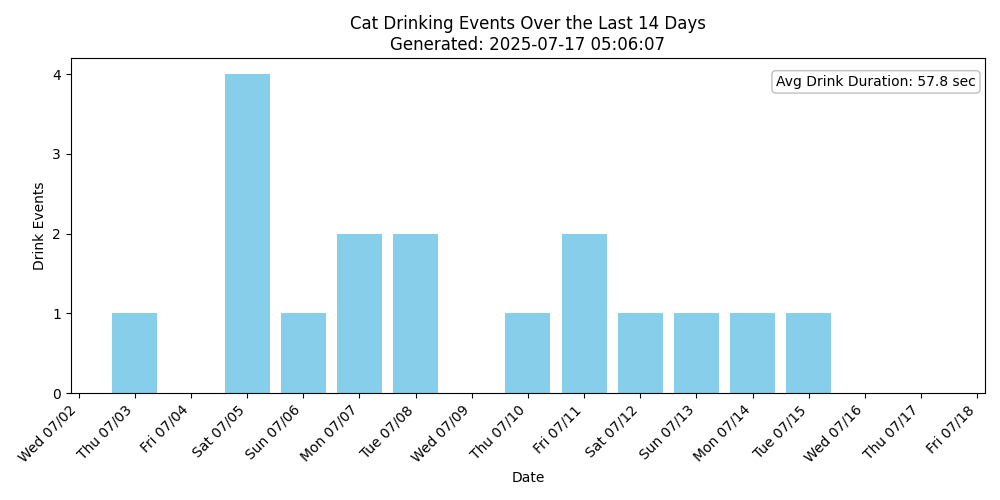 Cat Drinking Events Over the Last 14 Days
Generated: 2025-07-17 05:06:07
Avg Drink Duration: 57.8 sec
Drink Events
4
3
2
1
0
Wed 07/02
Thu 07/03
Fri 07/04
Sat 07/05
Sun 07/06
Mon 07/07
Tue 07/08
Wed 07/09
Thu 07/10
Fri 07/11
Sat 07/12
Sun 07/13
Mon 07/14
Tue 07/15
Wed 07/16
Thu 07/17
Fri 07/18
Date